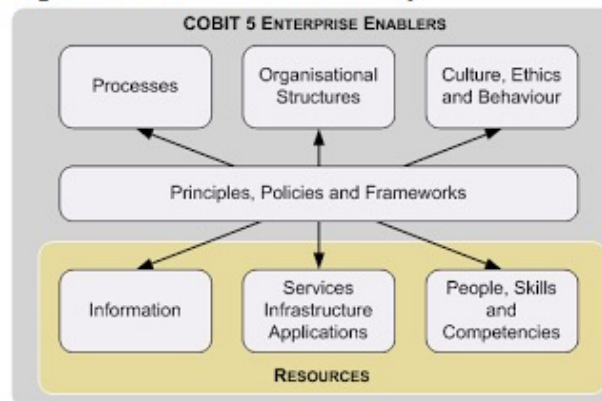 COBIT 5 ENTERPRISE ENABLERS
Processes
Organisational
Structures
Culture, Ethics
and Behaviour
Principles, Policies and Frameworks
Information
Services
Infrastructure
Applications
People, Skills
and
Competencies
RESOURCES